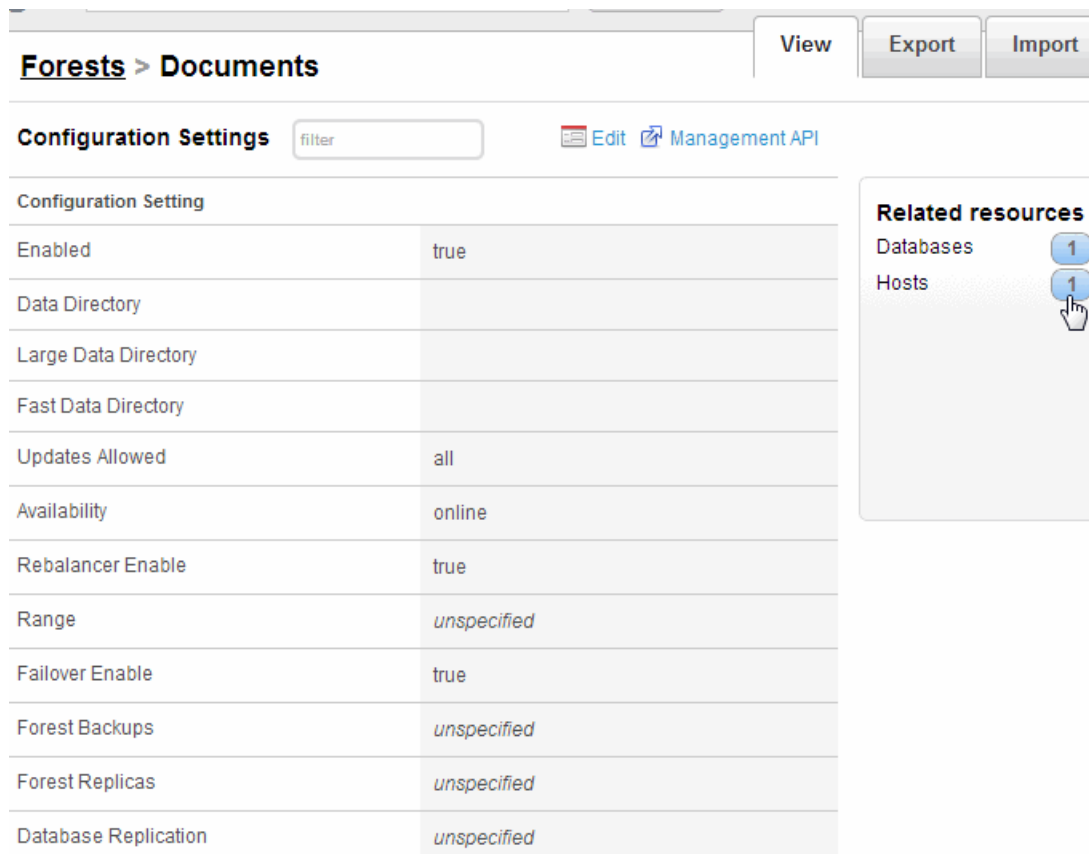 View Export Import
Forests > Documents
Configuration Settings filter Edit Management API
Configuration Setting
Enabled true
Data Directory
Large Data Directory
Fast Data Directory
Updates Allowed all
Availability online
Rebalancer Enable true
Range unspecified
Failover Enable true
Forest Backups unspecified
Forest Replicas unspecified
Database Replication unspecified
Related resources
Databases 1
Hosts 1